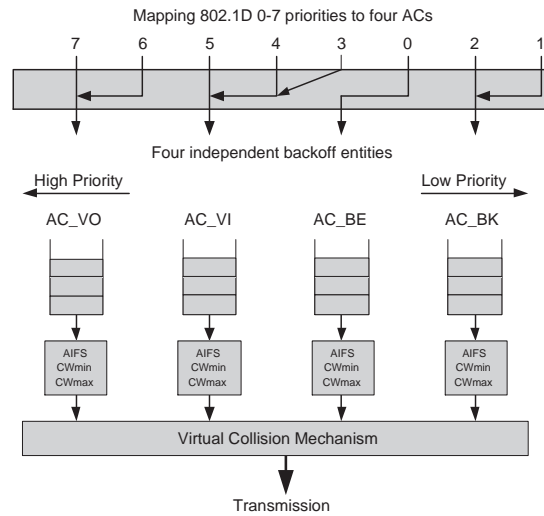 Mapping 802.1D 0-7 priorities to four ACs
7 6 5 4 3 0 2 1
Four independent backoff entities
High Priority Low Priority
AC_VO AC_VI AC_BE AC_BK
AIFS AIFS AIFS AIFS
CWmin CWmin CWmin CWmin
CWmax CWmax CWmax CWmax
Virtual Collision Mechanism
Transmission